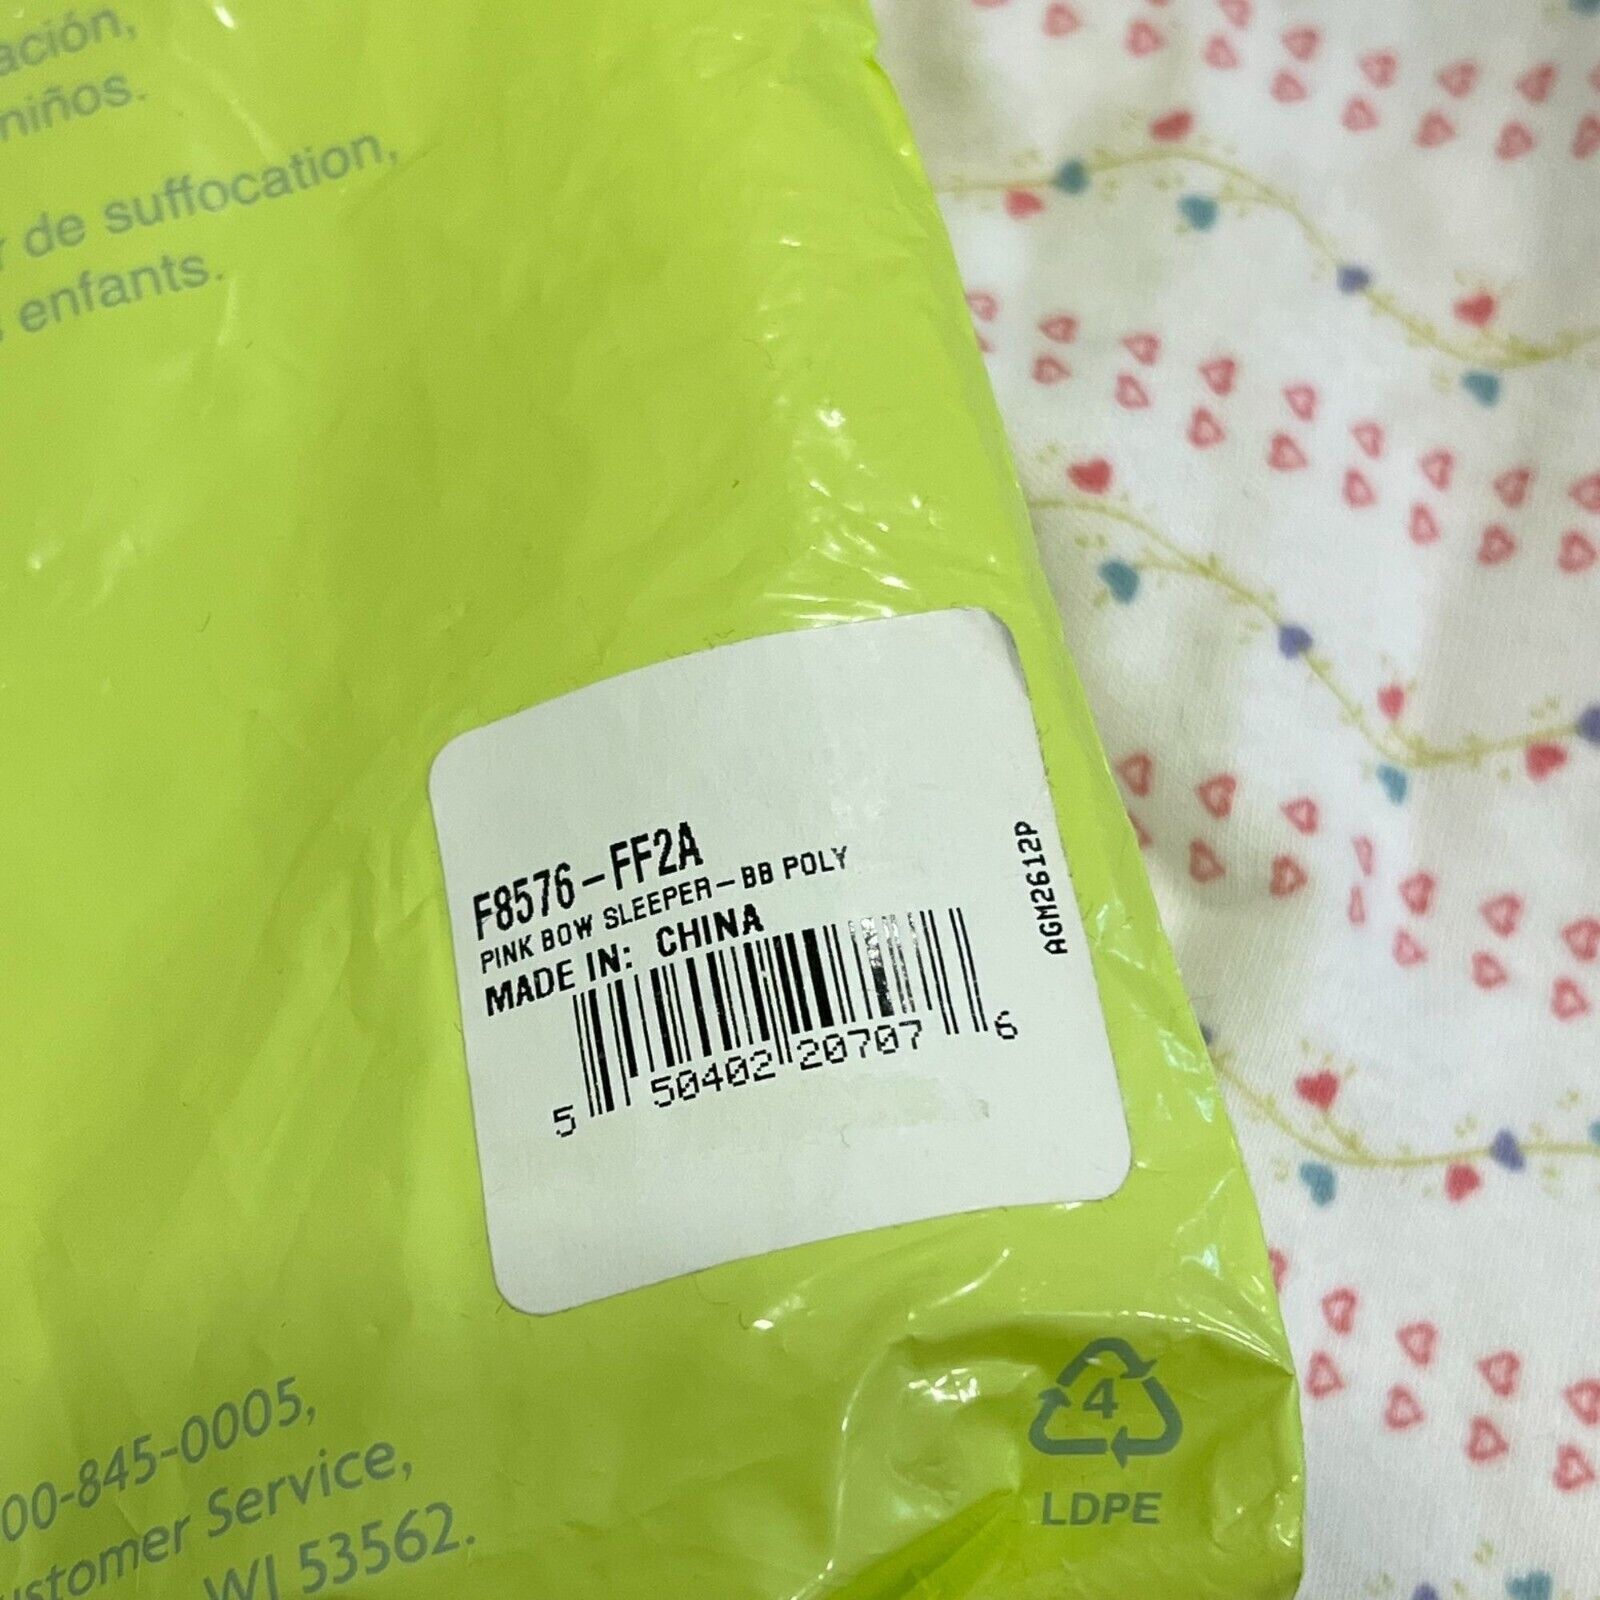 ación,
niños.
r de suffocation,
enfants.
F8576-FF2A
PINK BOW SLEEPER-BB POLY
MADE IN: CHINA
5 50402 20707 6
AGM2612P
00-845-0005,
ustomer Service,
WI 53562.
4
LDPE